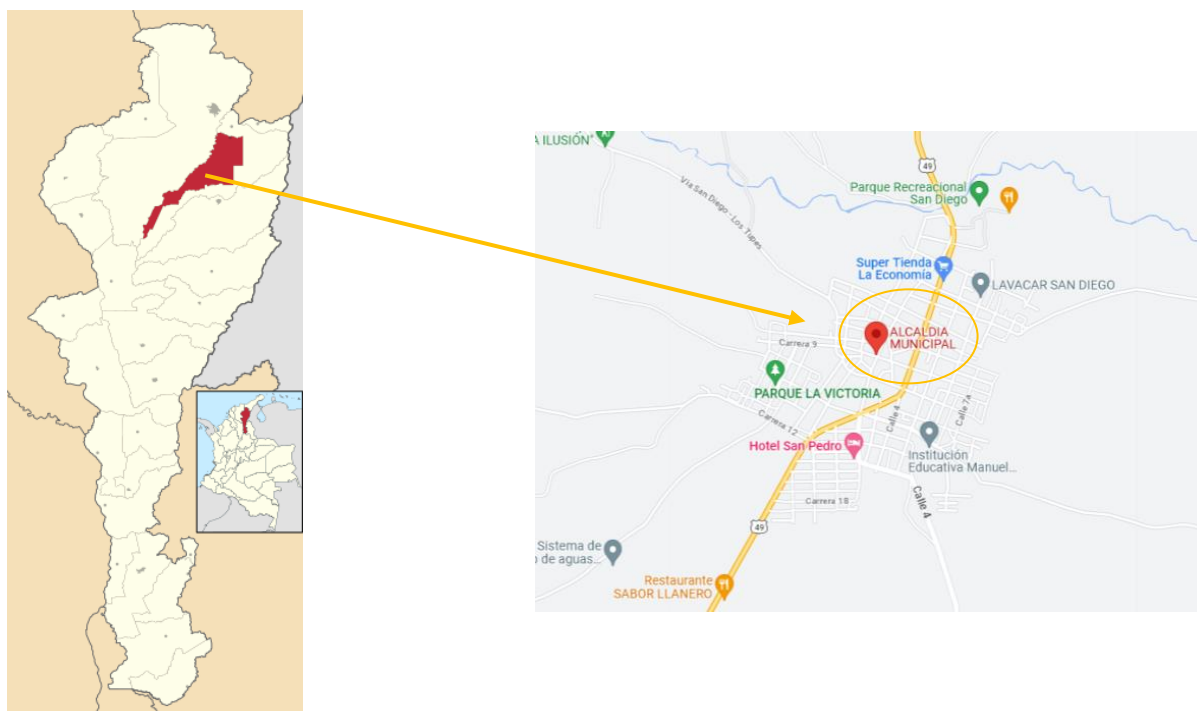 A ILUSIÓN"
49
Vía San Diego - Los Tupes
Parque Recreacional
San Diego
Super Tienda
La Economía
LAVACAR SAN DIEGO
ALCALDIA
MUNICIPAL
Carrera 9
PARQUE LA VICTORIA
Calle 4
Calle 7a
Carrera 12
Hotel San Pedro
Institución
Educativa Manuel...
Carrera 18
Calle 4
49
Sistema de
o de aguas...
Restaurante
SABOR LLANERO